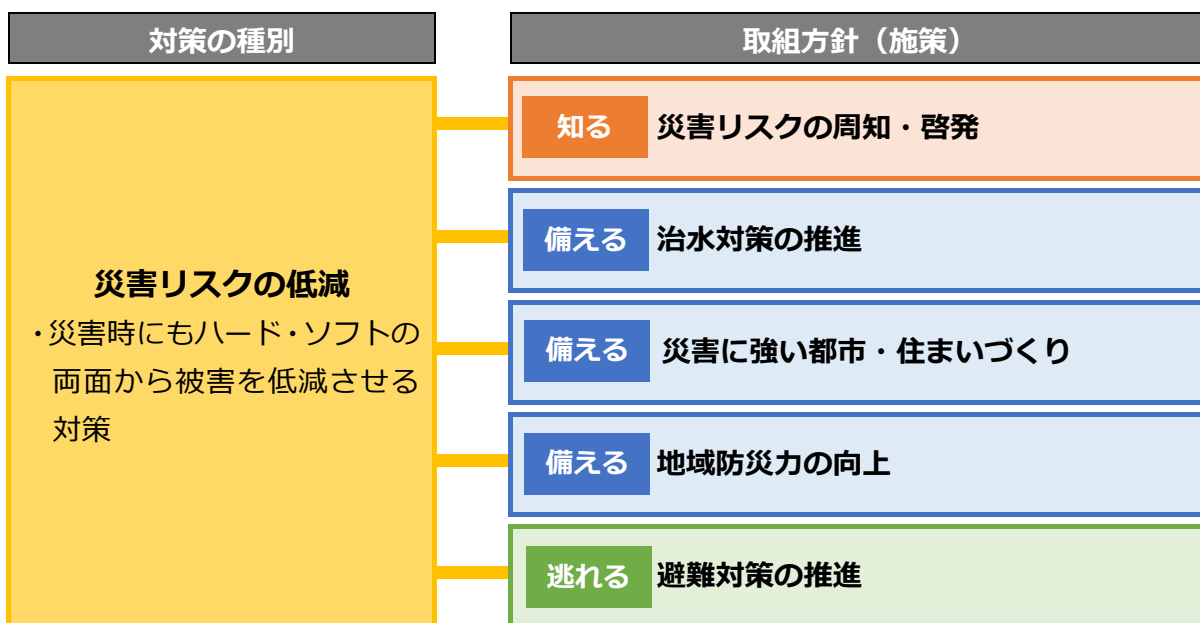 対策の種別
取組方針（施策）
災害リスクの低減
・災害時にもハード・ソフトの
両面から被害を低減させる
対策
知る 災害リスクの周知・啓発
備える 治水対策の推進
備える 災害に強い都市・住まいづくり
備える 地域防災力の向上
逃れる 避難対策の推進